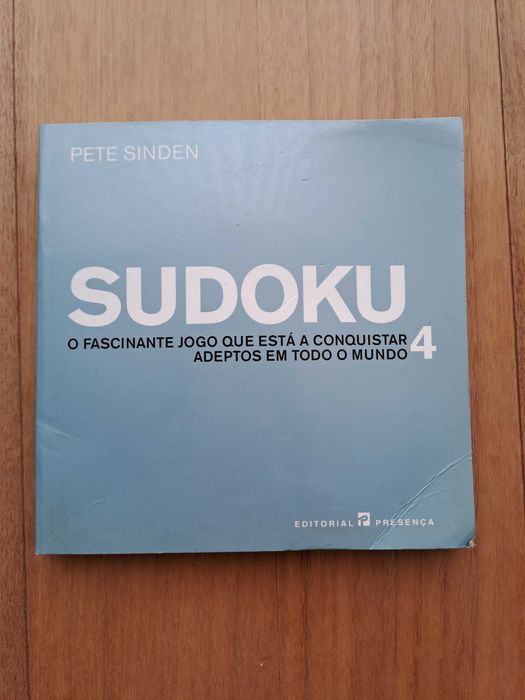 PETE SINDEN
SUDOKU
O FASCINANTE JOGO QUE ESTÁ A CONQUISTAR
ADEPTOS EM TODO O MUNDO 4
EDITORIAL PRESENÇA